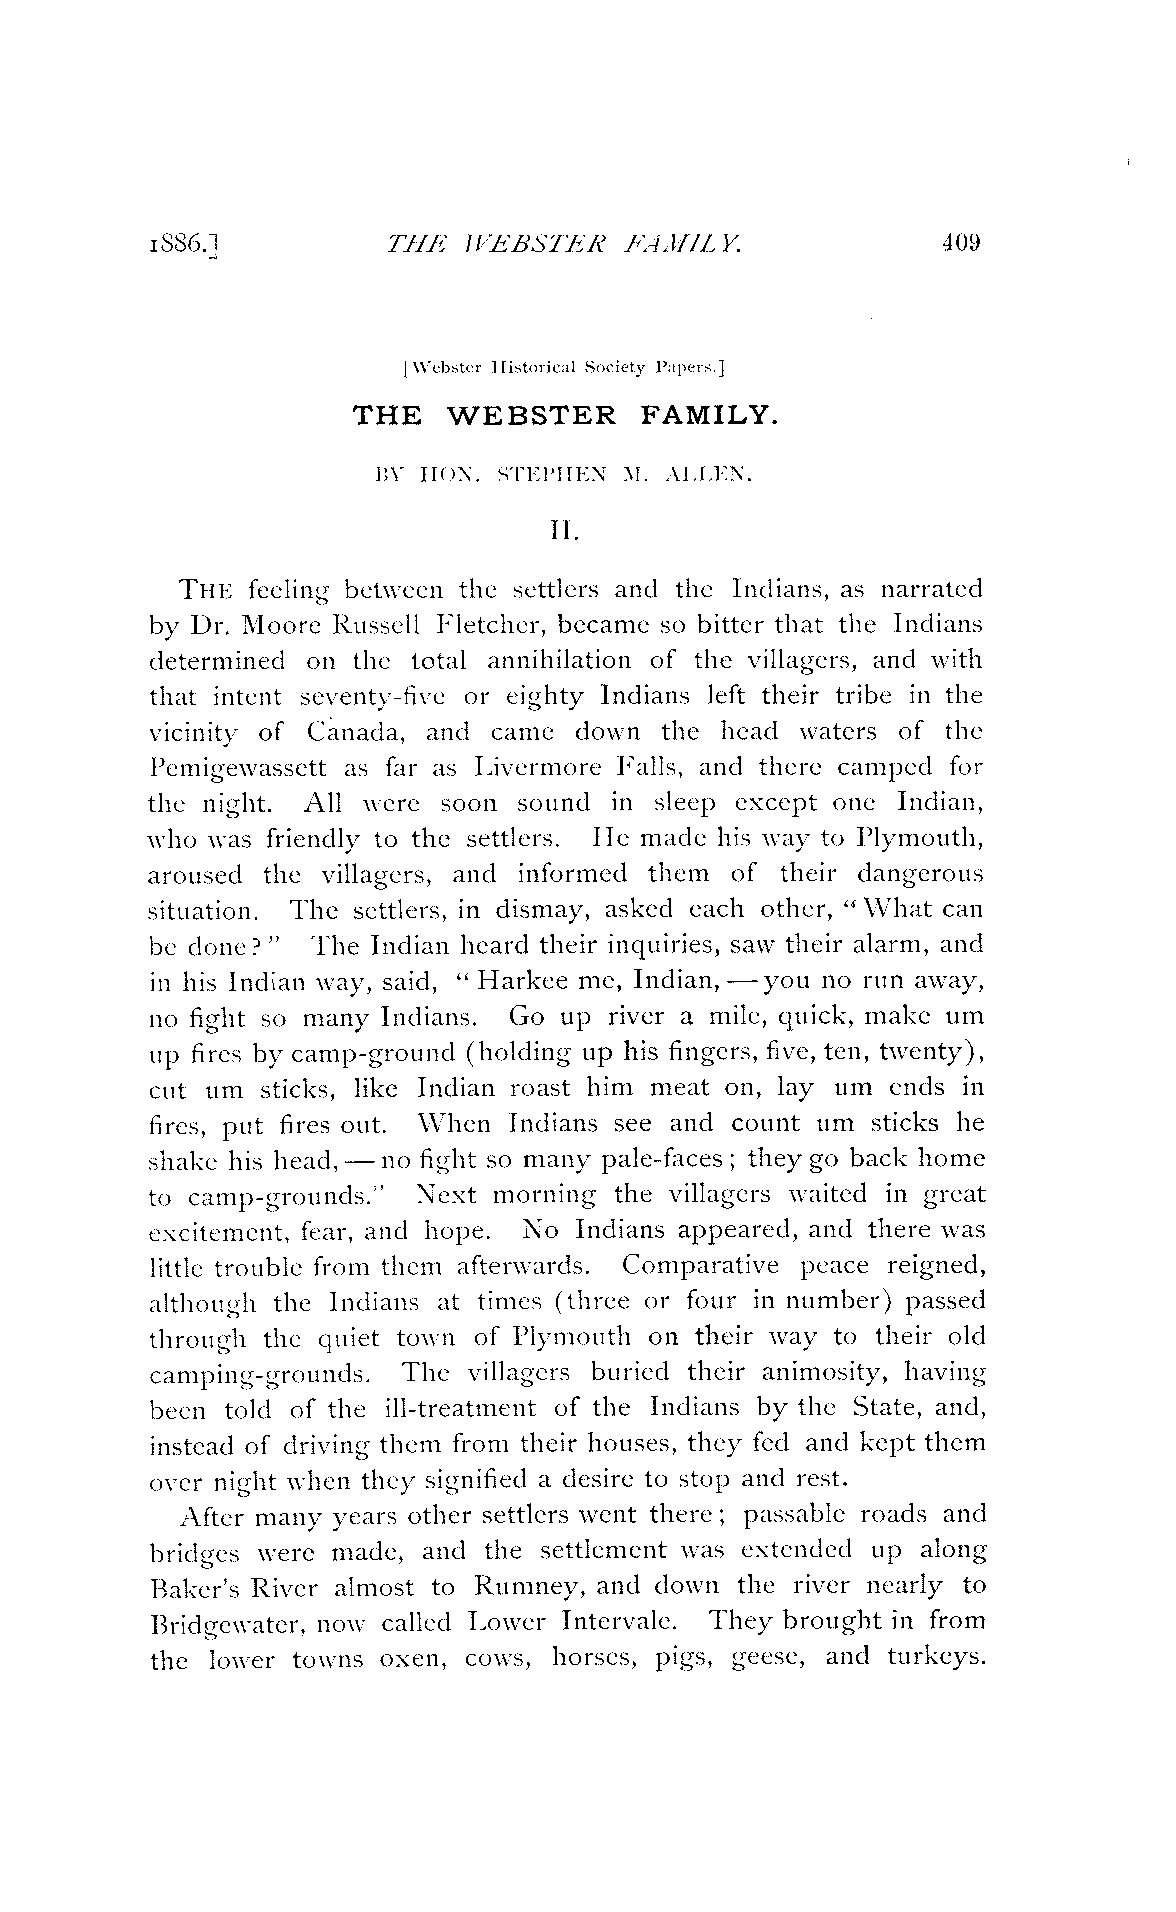 1886.] THE WEBSTER FAMILY. 409
[Webster Historical Society Papers.]
THE WEBSTER FAMILY.
BY HON. STEPHEN M. ALLEN.
II.
THE feeling between the settlers and the Indians, as narrated
by Dr. Moore Russell Fletcher, became so bitter that the Indians
determined on the total annihilation of the villagers, and with
that intent seventy-five or eighty Indians left their tribe in the
vicinity of Canada, and came down the head waters of the
Pemigewassett as far as Livermore Falls, and there camped for
the night. All were soon sound in sleep except one Indian,
who was friendly to the settlers. He made his way to Plymouth,
aroused the villagers, and informed them of their dangerous
situation. The settlers, in dismay, asked each other, “What can
be done?” The Indian heard their inquiries, saw their alarm, and
in his Indian way, said, “Harkee me, Indian,—you no run away,
no fight so many Indians. Go up river a mile, quick, make um
up fires by camp-ground (holding up his fingers, five, ten, twenty),
cut um sticks, like Indian roast him meat on, lay um ends in
fires, put fires out. When Indians see and count um sticks he
shake his head,—no fight so many pale-faces; they go back home
to camp-grounds.” Next morning the villagers waited in great
excitement, fear, and hope. No Indians appeared, and there was
little trouble from them afterwards. Comparative peace reigned,
although the Indians at times (three or four in number) passed
through the quiet town of Plymouth on their way to their old
camping-grounds. The villagers buried their animosity, having
been told of the ill-treatment of the Indians by the State, and,
instead of driving them from their houses, they fed and kept them
over night when they signified a desire to stop and rest.
After many years other settlers went there; passable roads and
bridges were made, and the settlement was extended up along
Baker's River almost to Rumney, and down the river nearly to
Bridgewater, now called Lower Intervale. They brought in from
the lower towns oxen, cows, horses, pigs, geese, and turkeys.